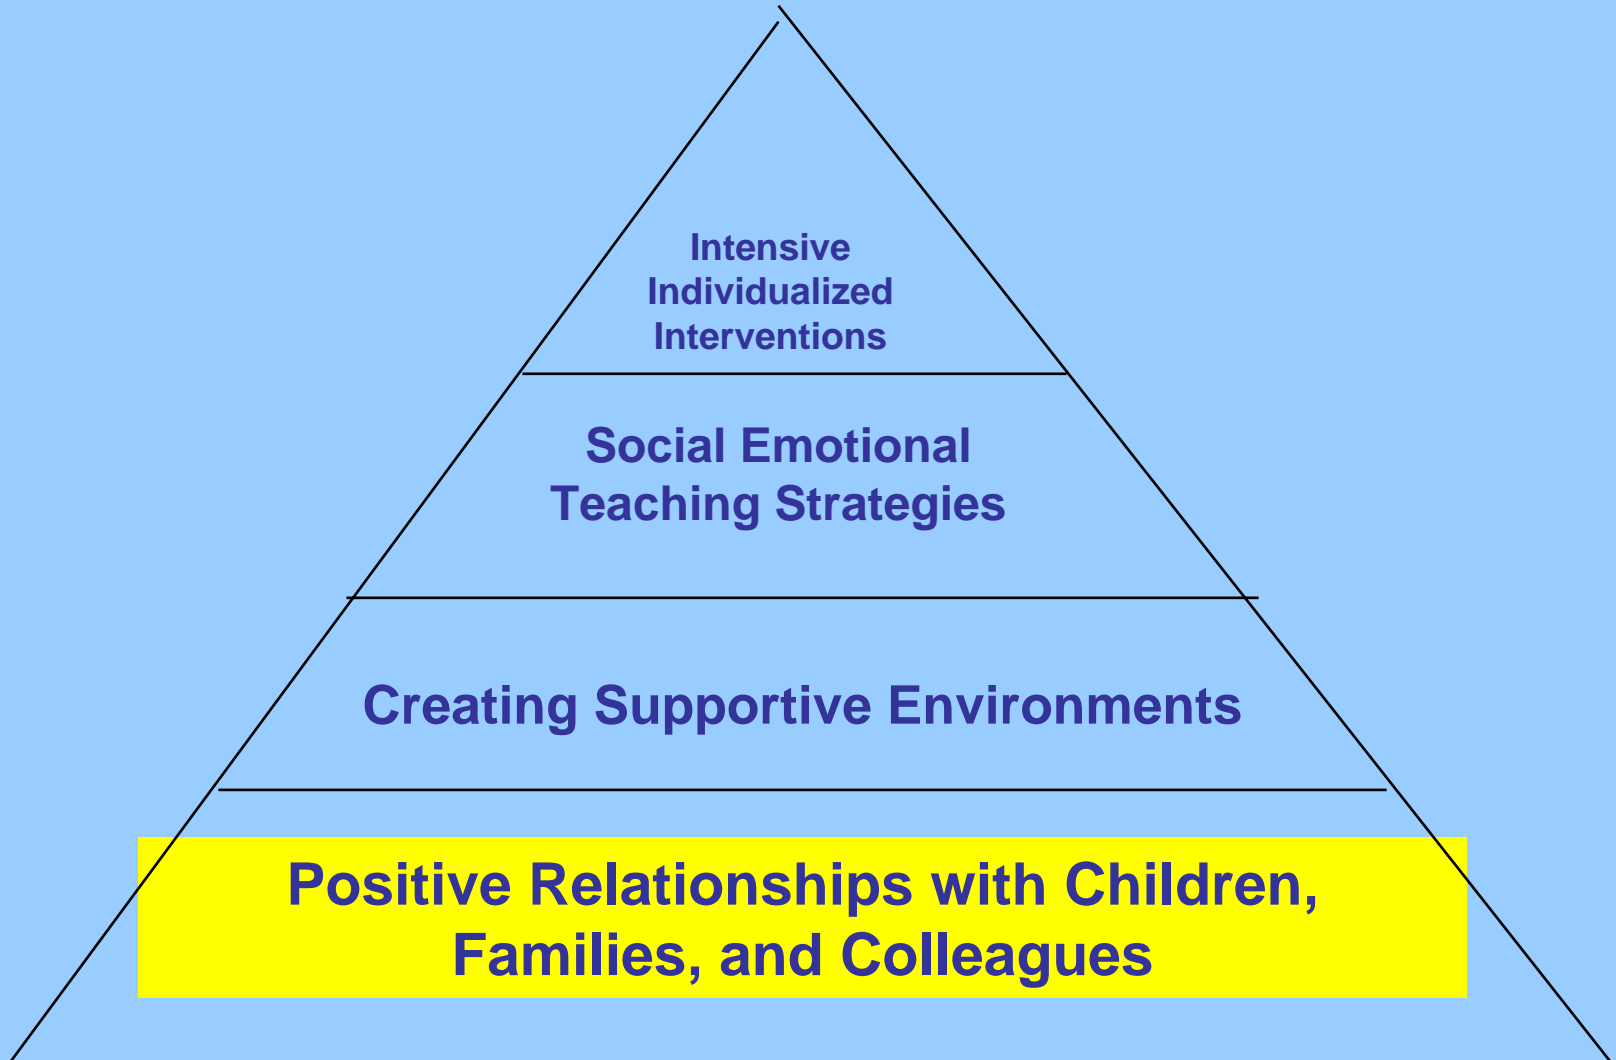 Intensive
Individualized
Interventions
Social Emotional
Teaching Strategies
Creating Supportive Environments
Positive Relationships with Children,
Families, and Colleagues